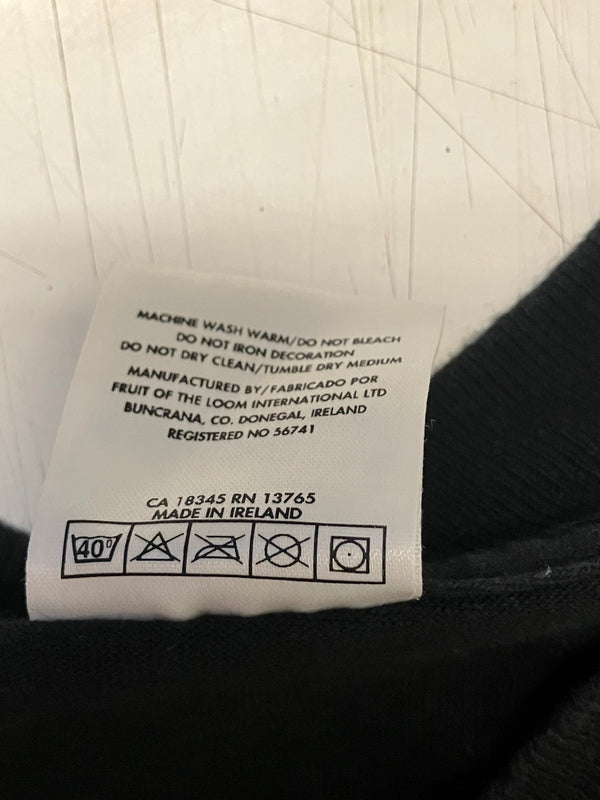 MACHINE WASH WARM/DO NOT BLEACH
DO NOT IRON DECORATION
DO NOT DRY CLEAN/TUMBLE DRY MEDIUM
MANUFACTURED BY/FABRICADO POR
FRUIT OF THE LOOM INTERNATIONAL LTD
BUNCRANA, CO. DONEGAL, IRELAND
REGISTERED NO 56741
CA 18345 RN 13765
MADE IN IRELAND
40°